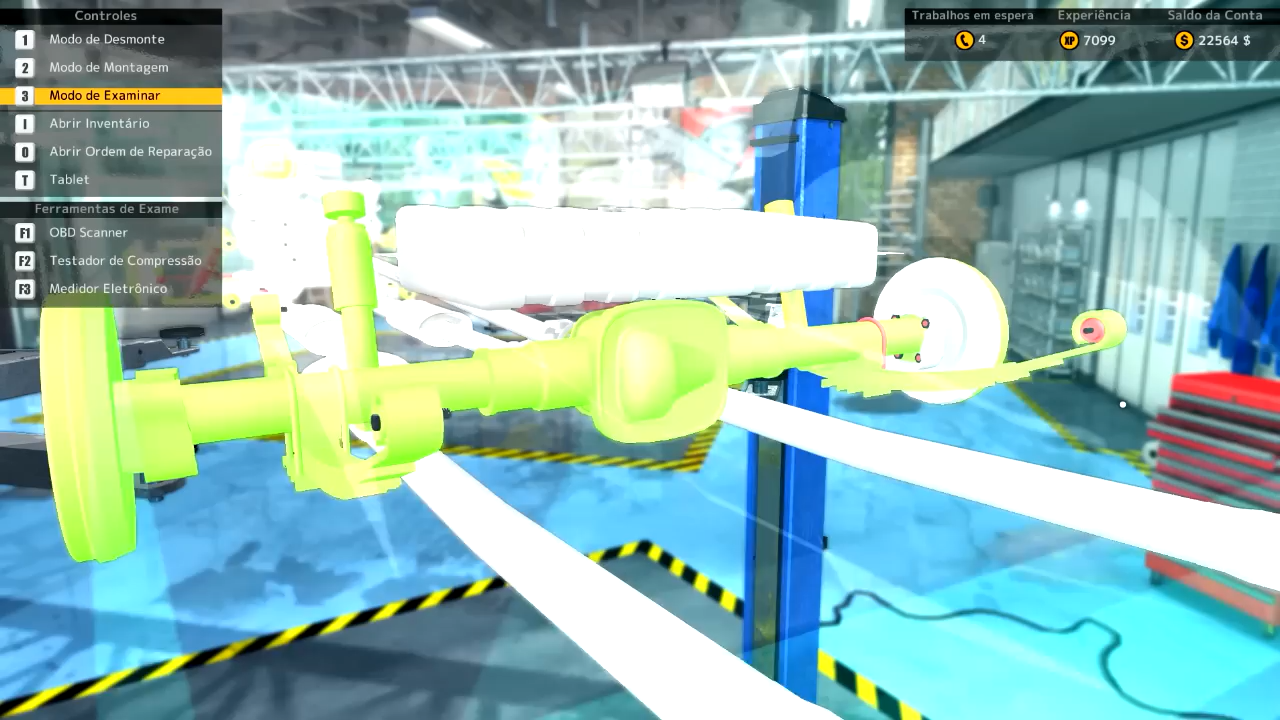 Controles
1 Modo de Desmonte
2 Modo de Montagem
3 Modo de Examinar
I Abrir Inventário
O Abrir Ordem de Reparação
T Tablet
Ferramentas de Exame
F1 OBD Scanner
F2 Testador de Compressão
F3 Medidor Eletrônico
Trabalhos em espera Experiência Saldo da Conta
4 XP 7099 $ 22564 $